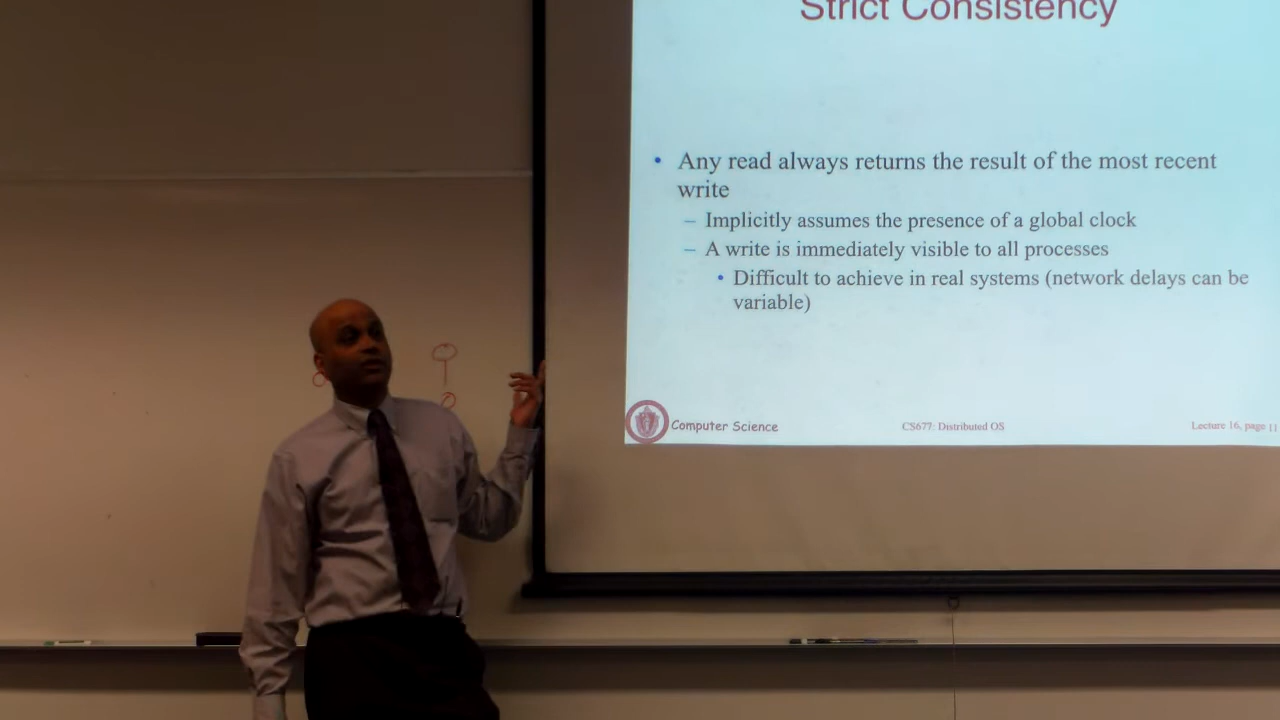 Strict Consistency
• Any read always returns the result of the most recent
write
– Implicitly assumes the presence of a global clock
– A write is immediately visible to all processes
• Difficult to achieve in real systems (network delays can be
variable)
Computer Science
CS677: Distributed OS
Lecture 16, page 11